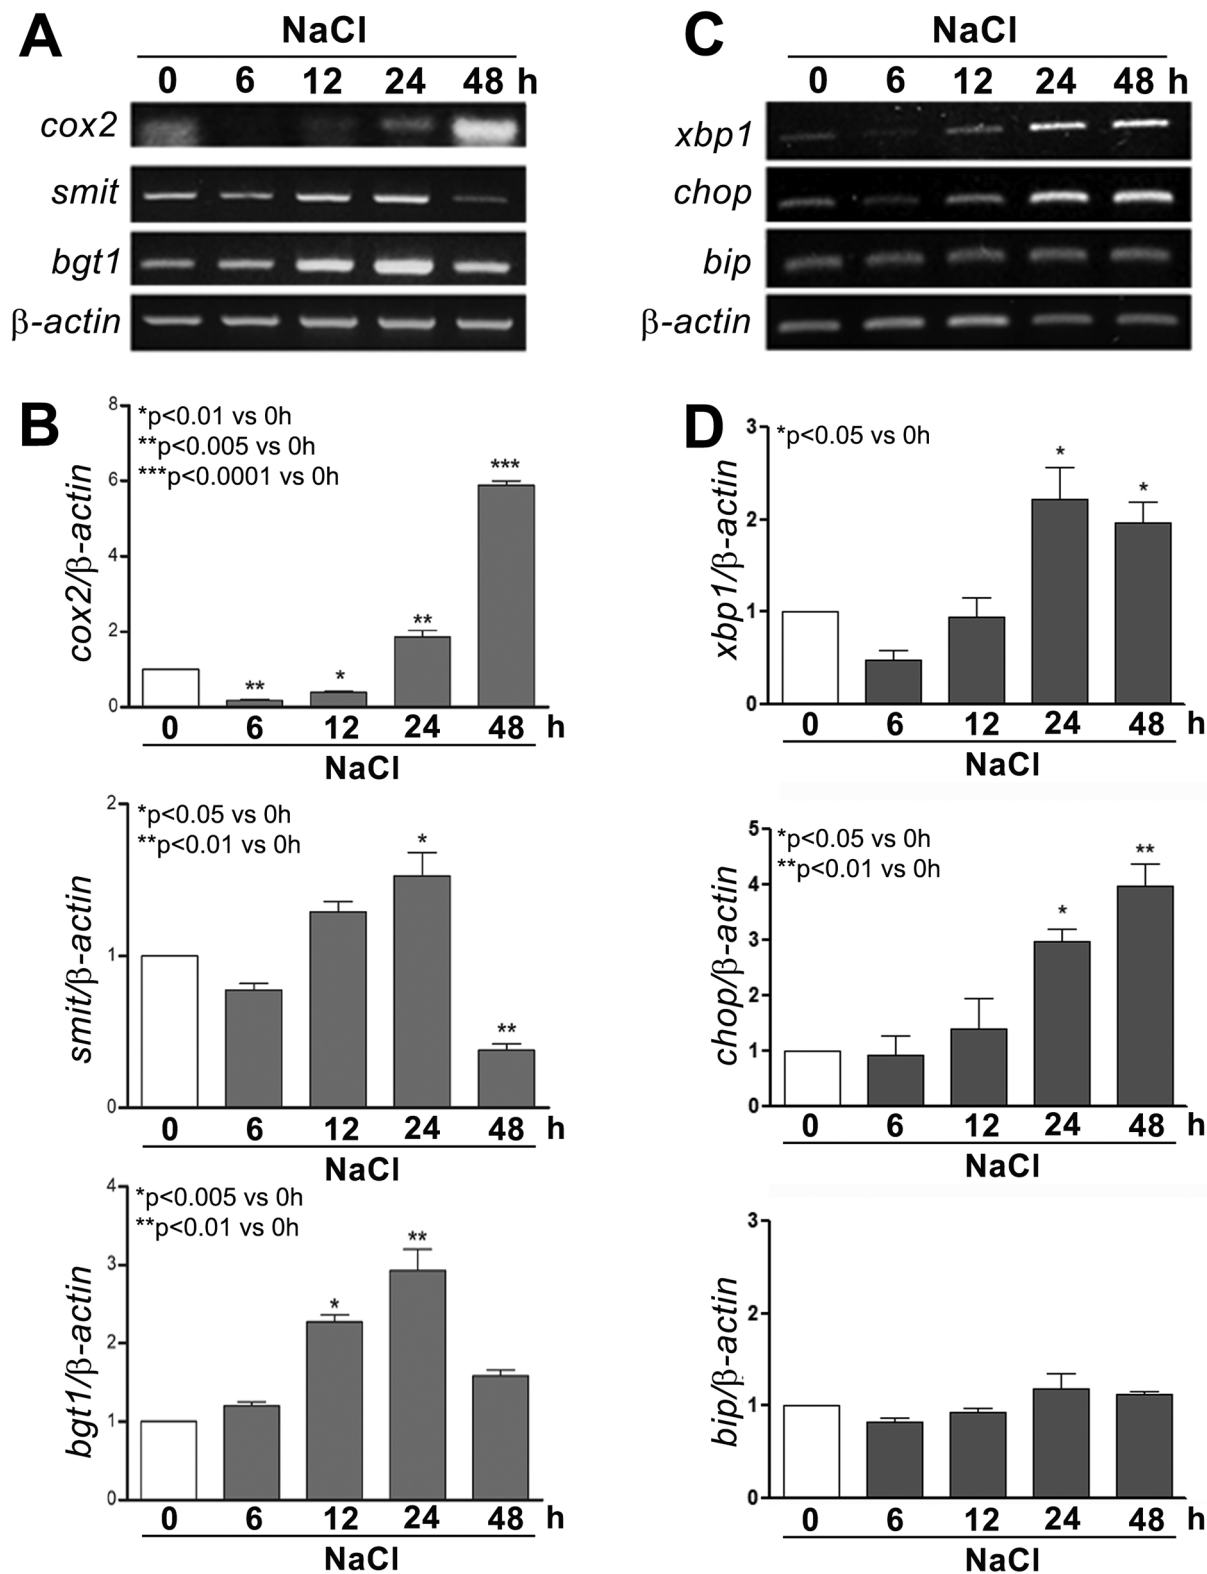 A
NaCl
0 6 12 24 48 h
cox2
smit
bgt1
β-actin
C
NaCl
0 6 12 24 48 h
xbp1
chop
bip
β-actin
B
*p<0.01 vs 0h
**p<0.005 vs 0h
***p<0.0001 vs 0h
cox2/β-actin
8
6
4
2
0
** * ** ***
0 6 12 24 48 h
NaCl
*p<0.05 vs 0h
**p<0.01 vs 0h
smit/β-actin
2
1
0
* **
0 6 12 24 48 h
NaCl
*p<0.005 vs 0h
**p<0.01 vs 0h
bgt1/β-actin
4
3
2
1
0
* **
0 6 12 24 48 h
NaCl
D
*p<0.05 vs 0h
xbp1/β-actin
3
2
1
0
* *
0 6 12 24 48 h
NaCl
*p<0.05 vs 0h
**p<0.01 vs 0h
chop/β-actin
5
4
3
2
1
0
* **
0 6 12 24 48 h
NaCl
bip/β-actin
3
2
1
0
0 6 12 24 48 h
NaCl